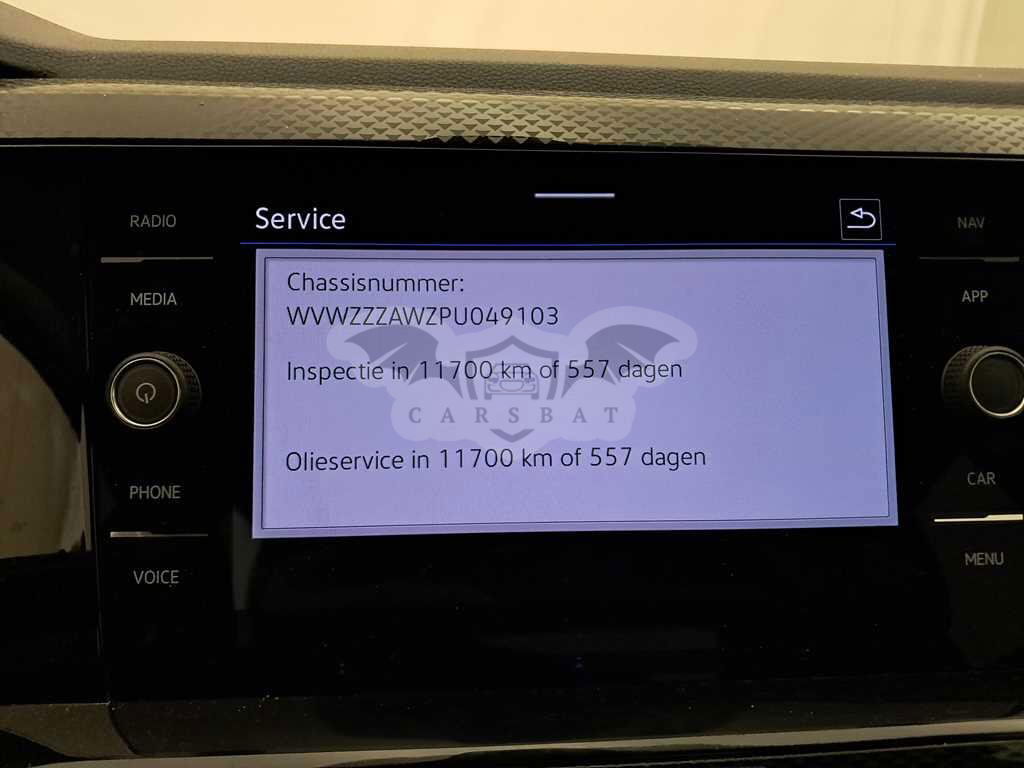 Service
RADIO
MEDIA
PHONE
VOICE
Chassisnummer:
WVWZZZAWZPU049103
Inspectie in 11700 km of 557 dagen
CARSBAT
Olieservice in 11700 km of 557 dagen
NAV
APP
CAR
MENU